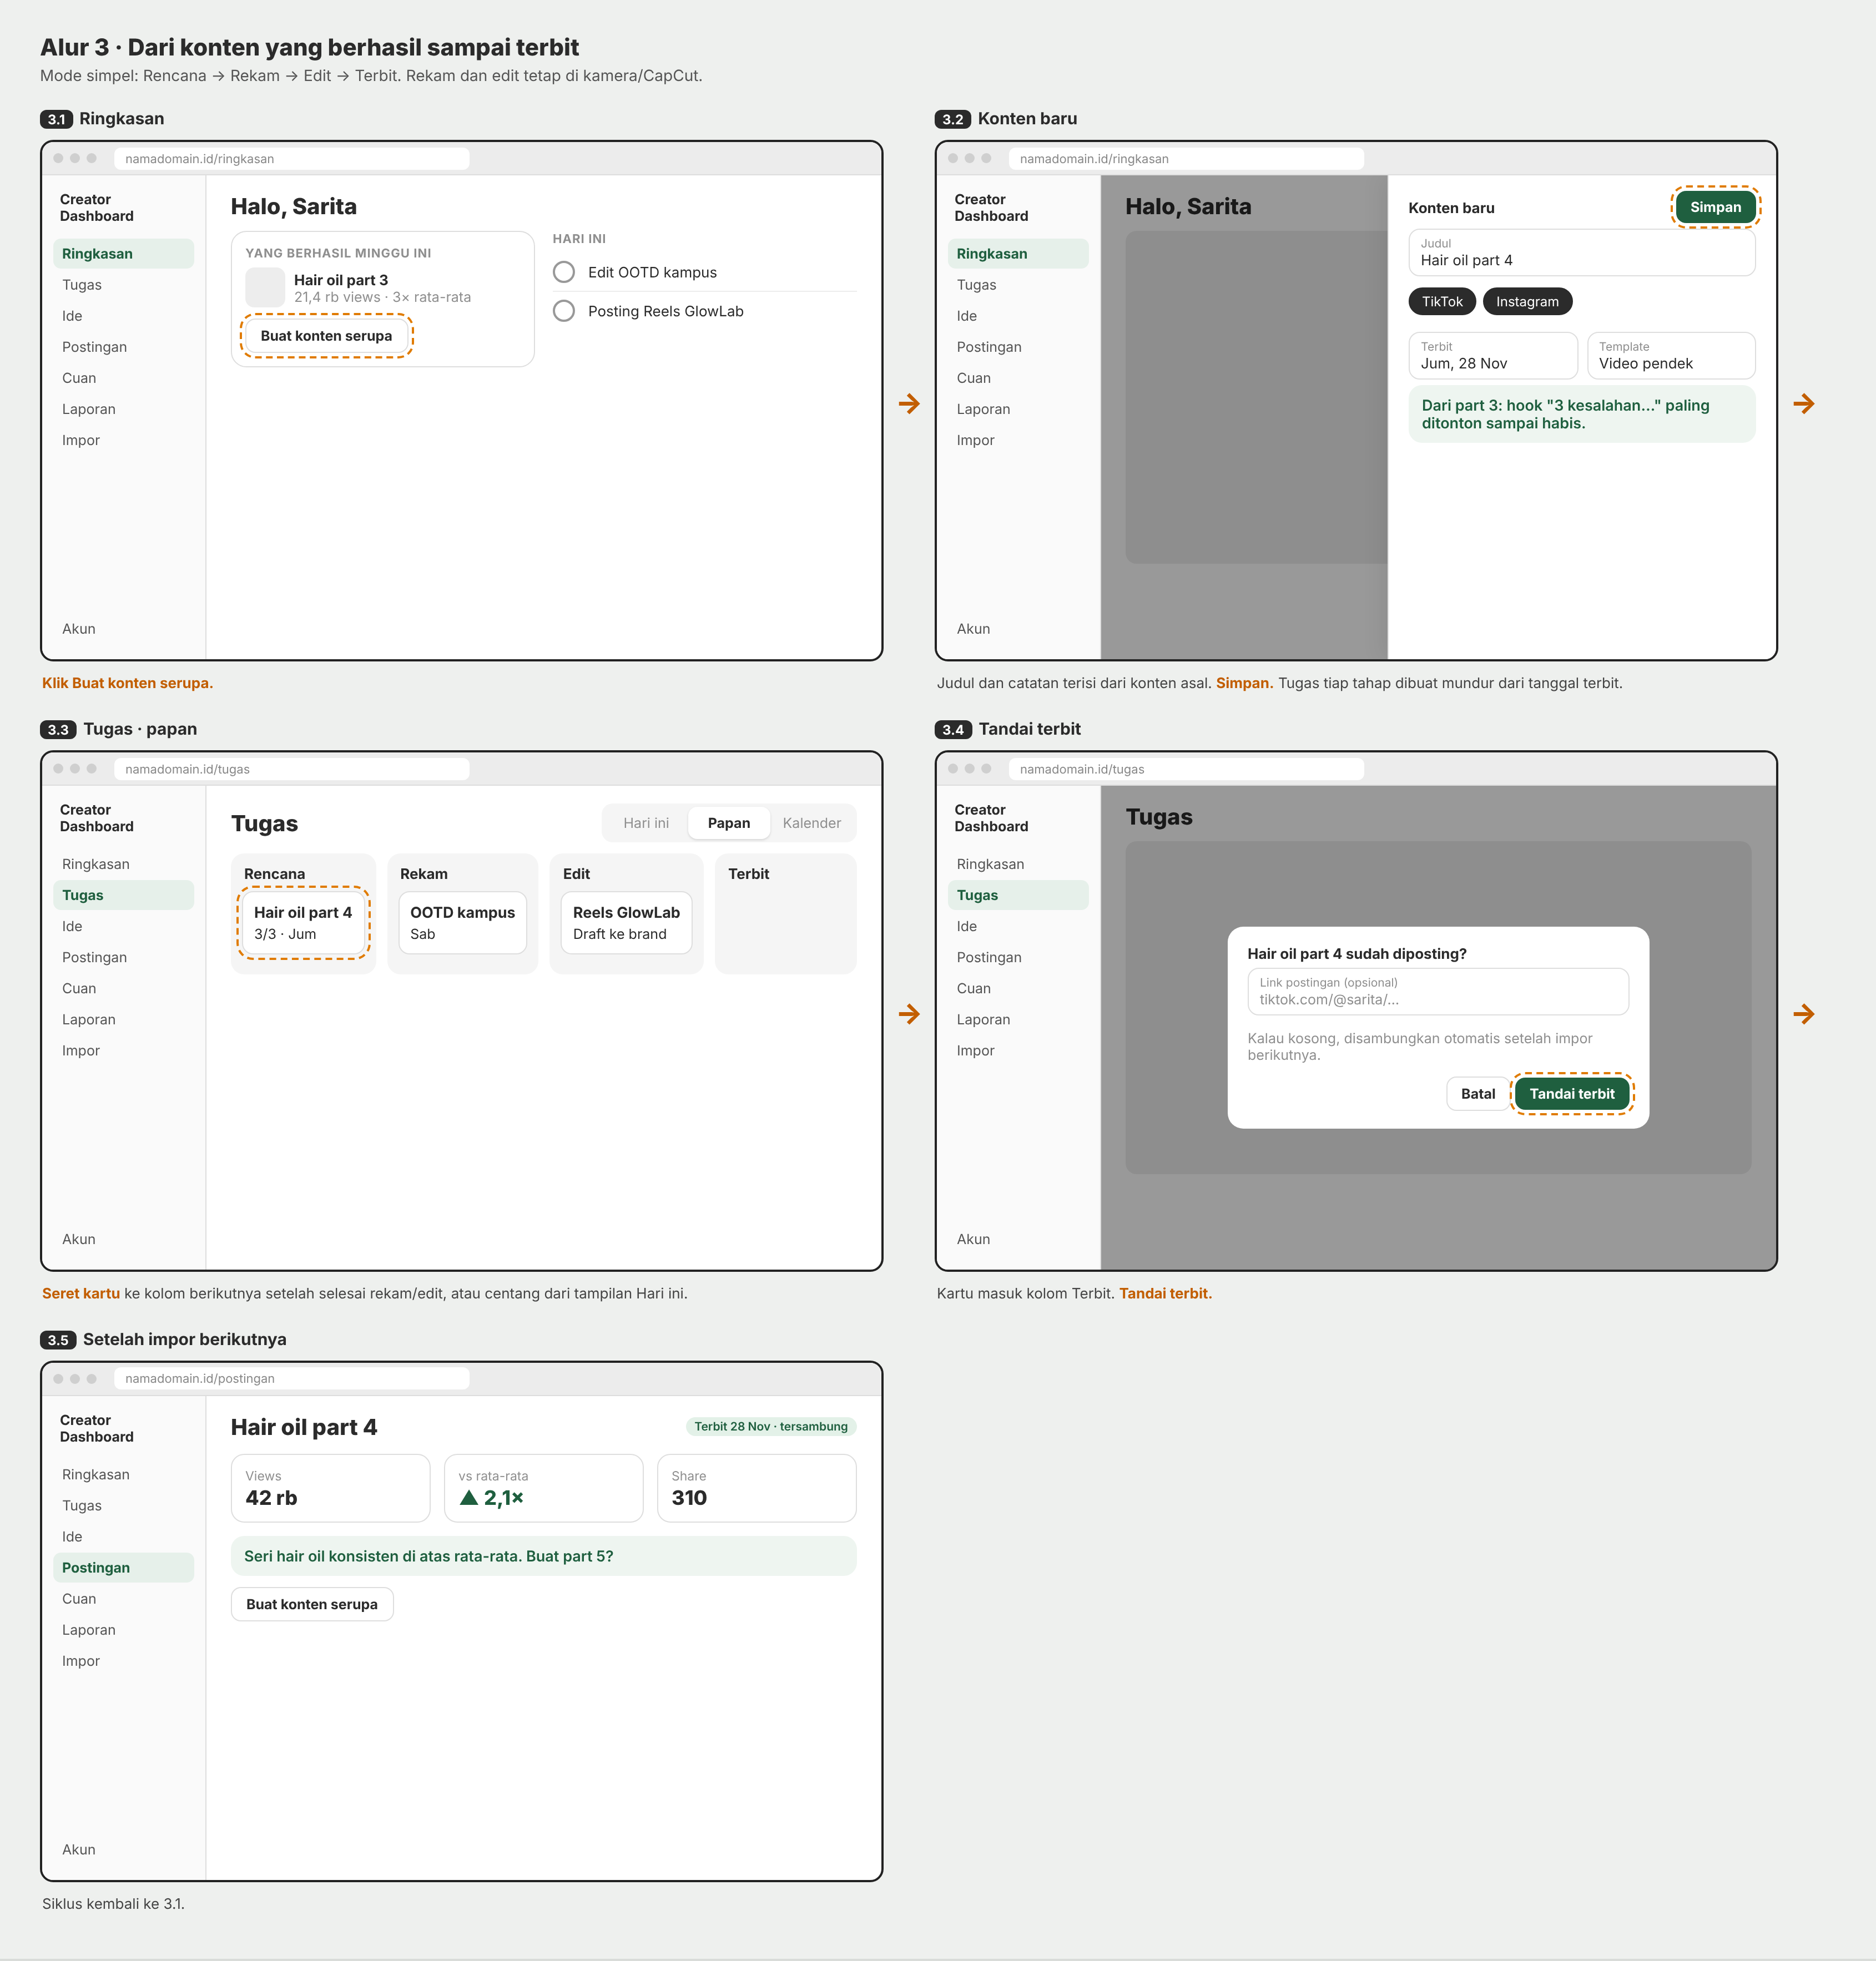 Alur 3 · Dari konten yang berhasil sampai terbit
Mode simpel: Rencana → Rekam → Edit → Terbit. Rekam dan edit tetap di kamera/CapCut.
3.1 Ringkasan
namadomain.id/ringkasan
Creator
Dashboard
Ringkasan
Tugas
Ide
Postingan
Cuan
Laporan
Impor
Akun
Halo, Sarita
YANG BERHASIL MINGGU INI
Hair oil part 3
21,4 rb views · 3× rata-rata
Buat konten serupa
HARI INI
Edit OOTD kampus
Posting Reels GlowLab
→
Klik Buat konten serupa.
3.2 Konten baru
namadomain.id/ringkasan
Creator
Dashboard
Ringkasan
Tugas
Ide
Postingan
Cuan
Laporan
Impor
Akun
Halo, Sarita
Konten baru
Simpan
Judul
Hair oil part 4
TikTok
Instagram
Terbit
Jum, 28 Nov
Template
Video pendek
Dari part 3: hook "3 kesalahan…" paling
ditonton sampai habis.
→
Judul dan catatan terisi dari konten asal. Simpan. Tugas tiap tahap dibuat mundur dari tanggal terbit.
3.3 Tugas · papan
namadomain.id/tugas
Creator
Dashboard
Ringkasan
Tugas
Ide
Postingan
Cuan
Laporan
Impor
Akun
Tugas
Hari ini
Papan
Kalender
Rencana
Hair oil part 4
3/3 · Jum
Rekam
OOTD kampus
Sab
Edit
Reels GlowLab
Draft ke brand
Terbit
→
Seret kartu ke kolom berikutnya setelah selesai rekam/edit, atau centang dari tampilan Hari ini.
3.4 Tandai terbit
namadomain.id/tugas
Creator
Dashboard
Ringkasan
Tugas
Ide
Postingan
Cuan
Laporan
Impor
Akun
Tugas
Hair oil part 4 sudah diposting?
Link postingan (opsional)
tiktok.com/@sarita/…
Kalau kosong, disambungkan otomatis setelah impor
berikutnya.
Batal
Tandai terbit
→
Kartu masuk kolom Terbit. Tandai terbit.
3.5 Setelah impor berikutnya
namadomain.id/postingan
Creator
Dashboard
Ringkasan
Tugas
Ide
Postingan
Cuan
Laporan
Impor
Akun
Hair oil part 4
Terbit 28 Nov · tersambung
Views
42 rb
vs rata-rata
▲ 2,1×
Share
310
Seri hair oil konsisten di atas rata-rata. Buat part 5?
Buat konten serupa
Siklus kembali ke 3.1.